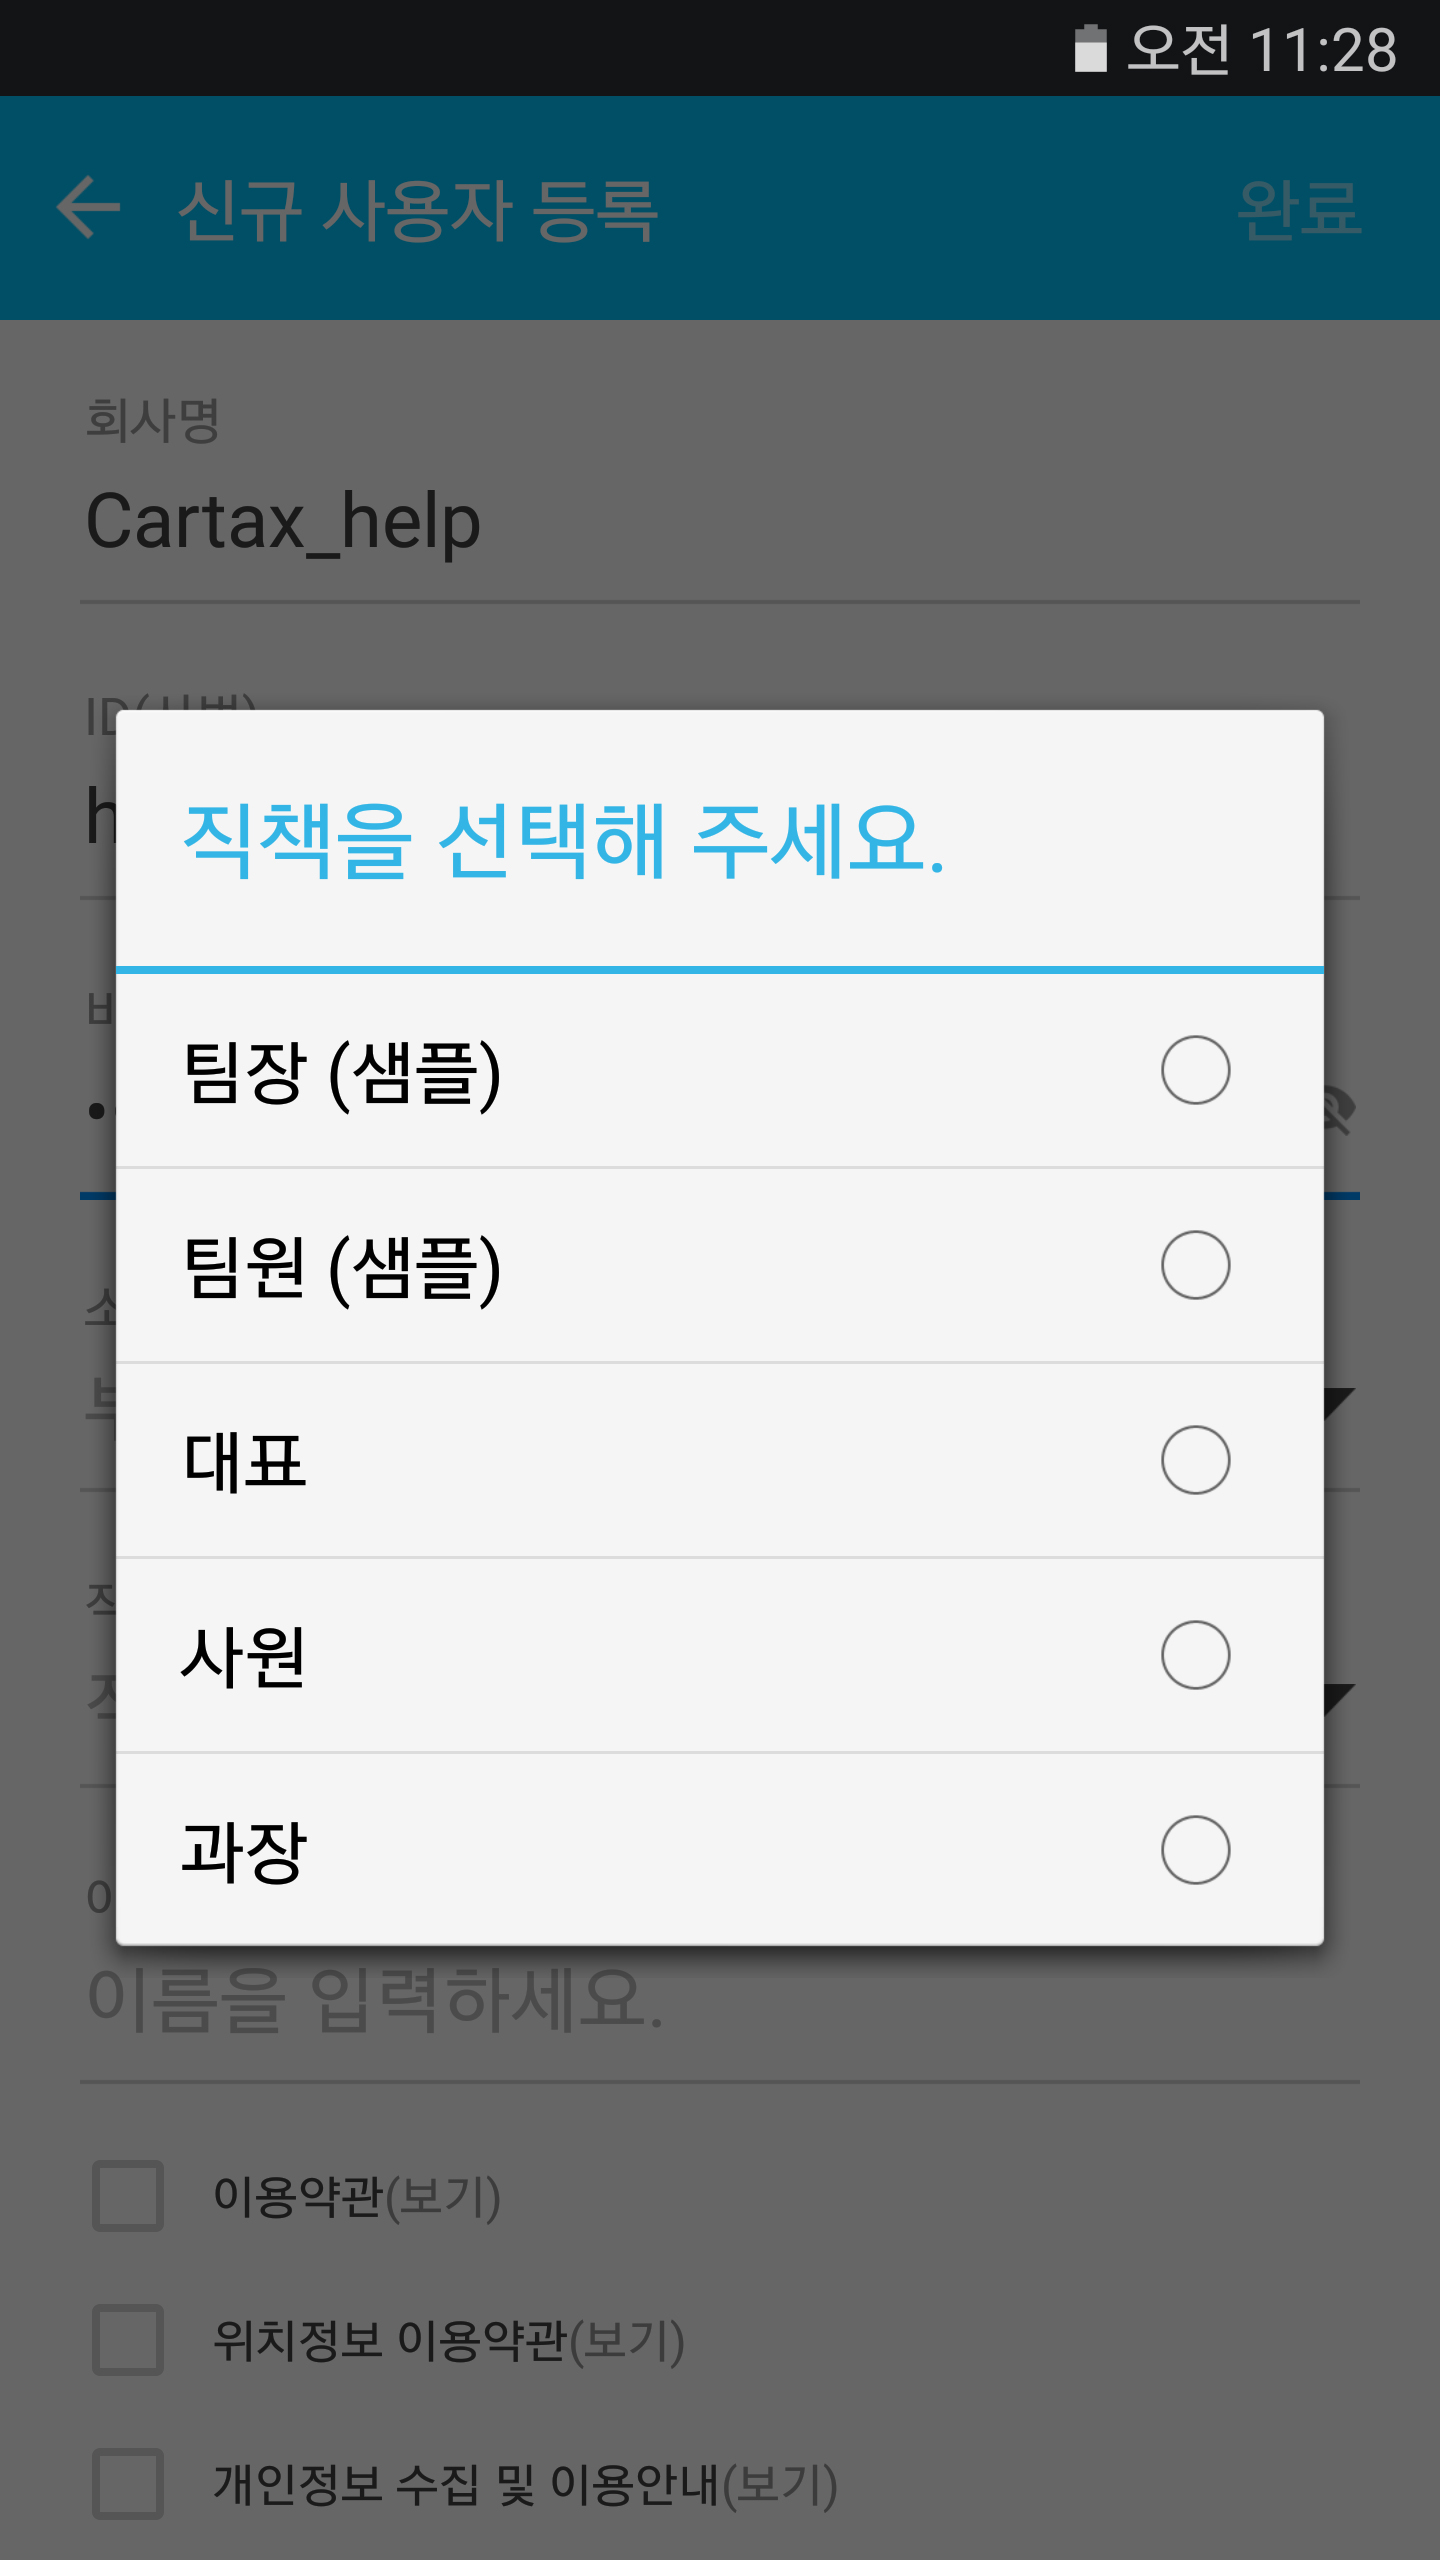 오전 11:28
신규 사용자 등록
완료
회사명
Cartax_help
직책을 선택해 주세요.
팀장 (샘플)
팀원 (샘플)
대표
사원
과장
이름을 입력하세요.
이용약관(보기)
위치정보 이용약관(보기)
개인정보 수집 및 이용안내(보기)